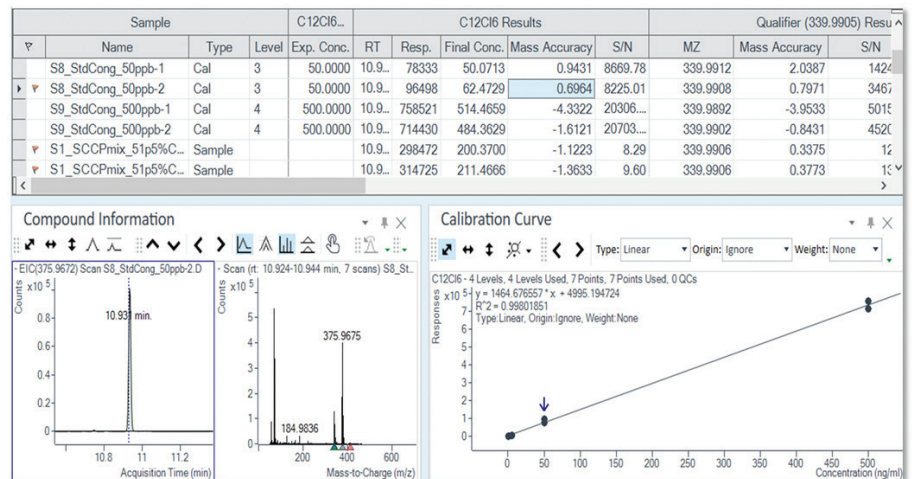 Sample C12Cl6... C12Cl6 Results Qualifier (339.9905) Resu
Name Type Level Exp. Conc. RT Resp. Final Conc. Mass Accuracy S/N MZ Mass Accuracy S/N
S8_StdCong_50ppb-1 Cal 3 50.0000 10.9... 78333 50.0713 0.9431 8669.78 339.9912 2.0387 1424
S8_StdCong_50ppb-2 Cal 3 50.0000 10.9... 96498 62.4729 0.6964 8225.01 339.9908 0.7971 3467
S9_StdCong_500ppb-1 Cal 4 500.0000 10.9... 758521 514.4659 -4.3322 20306.... 339.9892 -3.9533 5015
S9_StdCong_500ppb-2 Cal 4 500.0000 10.9... 714430 484.3629 -1.6121 20703.... 339.9902 -0.8431 4520
S1_SCCPmix_51p5%C... Sample 10.9... 298472 200.3700 -1.1223 8.29 339.9906 0.3375 12
S1_SCCPmix_51p5%C... Sample 10.9... 314725 211.4666 -1.3633 9.60 339.9906 0.3773 13
Compound Information
- EIC(375.9672) Scan S8_StdCong_50ppb-2.D
Counts
x10 5
10.937 min.
0.8
0.6
0.4
0.2
0
10.8 11 11.2
Acquisition Time (min)
- Scan (rt: 10.924-10.944 min, 7 scans) S8_St...
Counts
x10 5
5
4
3
2
1
0
375.9675
184.9836
200 400 600
Mass-to-Charge (m/z)
Calibration Curve
Type: Linear Origin: Ignore Weight: None
C12Cl6 - 4 Levels, 4 Levels Used, 7 Points, 7 Points Used, 0 QCs
Responses
x10 5
y = 1464.676557 * x + 4995.194724
R^2 = 0.99801851
Type:Linear, Origin:Ignore, Weight:None
7
6
5
4
3
2
1
0
0 50 100 150 200 250 300 350 400 450 500
Concentration (ng/ml)